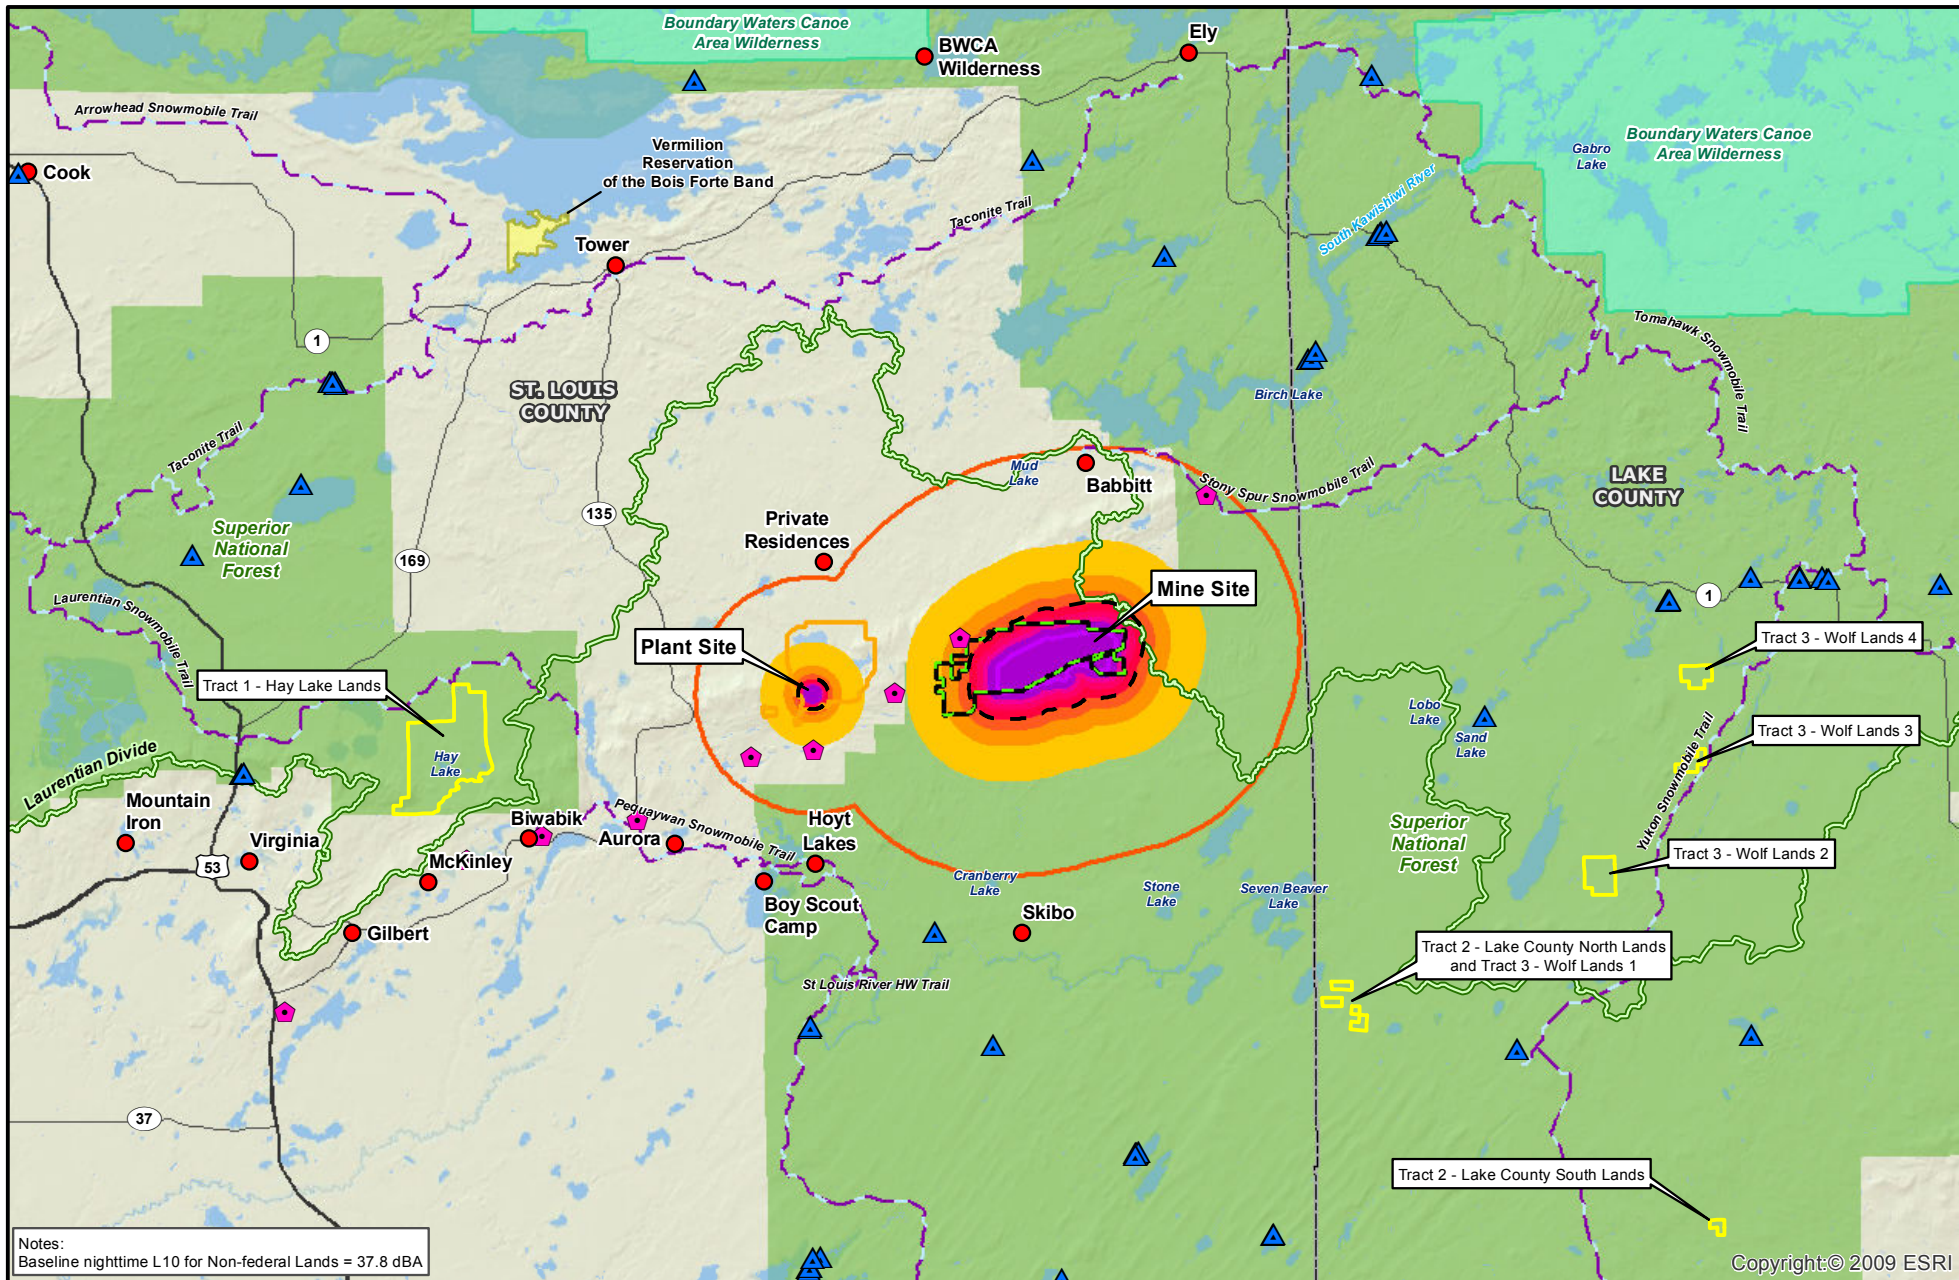 Boundary Waters Canoe
Area Wilderness
BWCA
Wilderness
Ely
Arrowhead Snowmobile Trail
Vermilion
Reservation
of the Bois Forte Band
Boundary Waters Canoe
Area Wilderness
Gabro
Lake
Cook
South Kawishiwi River
Taconite Trail
Tower
1
Tomahawk Snowmobile Trail
ST. LOUIS
COUNTY
Birch Lake
Taconite Trail
Mud
Lake
Babbitt
Stony Spur Snowmobile Trail
LAKE
COUNTY
135
Private
Residences
Superior
National
Forest
169
Laurentian Snowmobile Trail
Mine Site
1
Plant Site
Tract 3 - Wolf Lands 4
Tract 1 - Hay Lake Lands
Lobo
Lake
Sand
Lake
Tract 3 - Wolf Lands 3
Hay
Lake
Laurentian Divide
Yukon Snowmobile Trail
Mountain
Iron
Virginia
53
McKinley
Biwabik
Pequaywan Snowmobile Trail
Aurora
Hoyt
Lakes
Superior
National
Forest
Tract 3 - Wolf Lands 2
Cranberry
Lake
Stone
Lake
Seven Beaver
Lake
Boy Scout
Camp
Skibo
Gilbert
Tract 2 - Lake County North Lands
and Tract 3 - Wolf Lands 1
St Louis River HW Trail
37
Tract 2 - Lake County South Lands
Notes:
Baseline nighttime L10 for Non-federal Lands = 37.8 dBA
Copyright:© 2009 ESRI